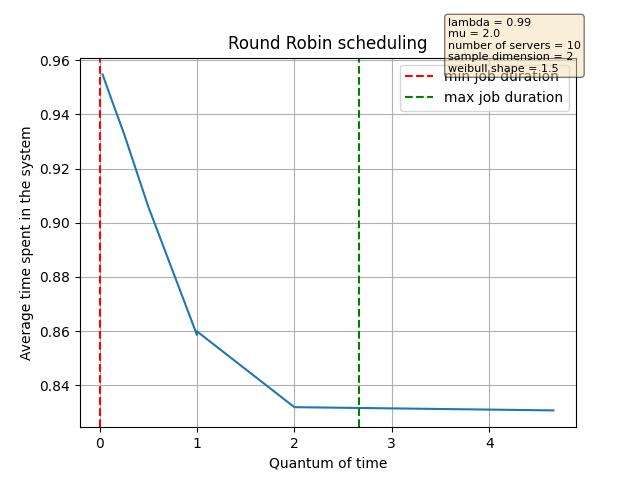 lambda = 0.99
mu = 2.0
number of servers = 10
sample dimension = 2
weibull shape = 1.5
Round Robin scheduling
min job duration
max job duration
0.96
0.94
0.92
0.90
0.88
0.86
0.84
Average time spent in the system
0
1
2
3
4
Quantum of time